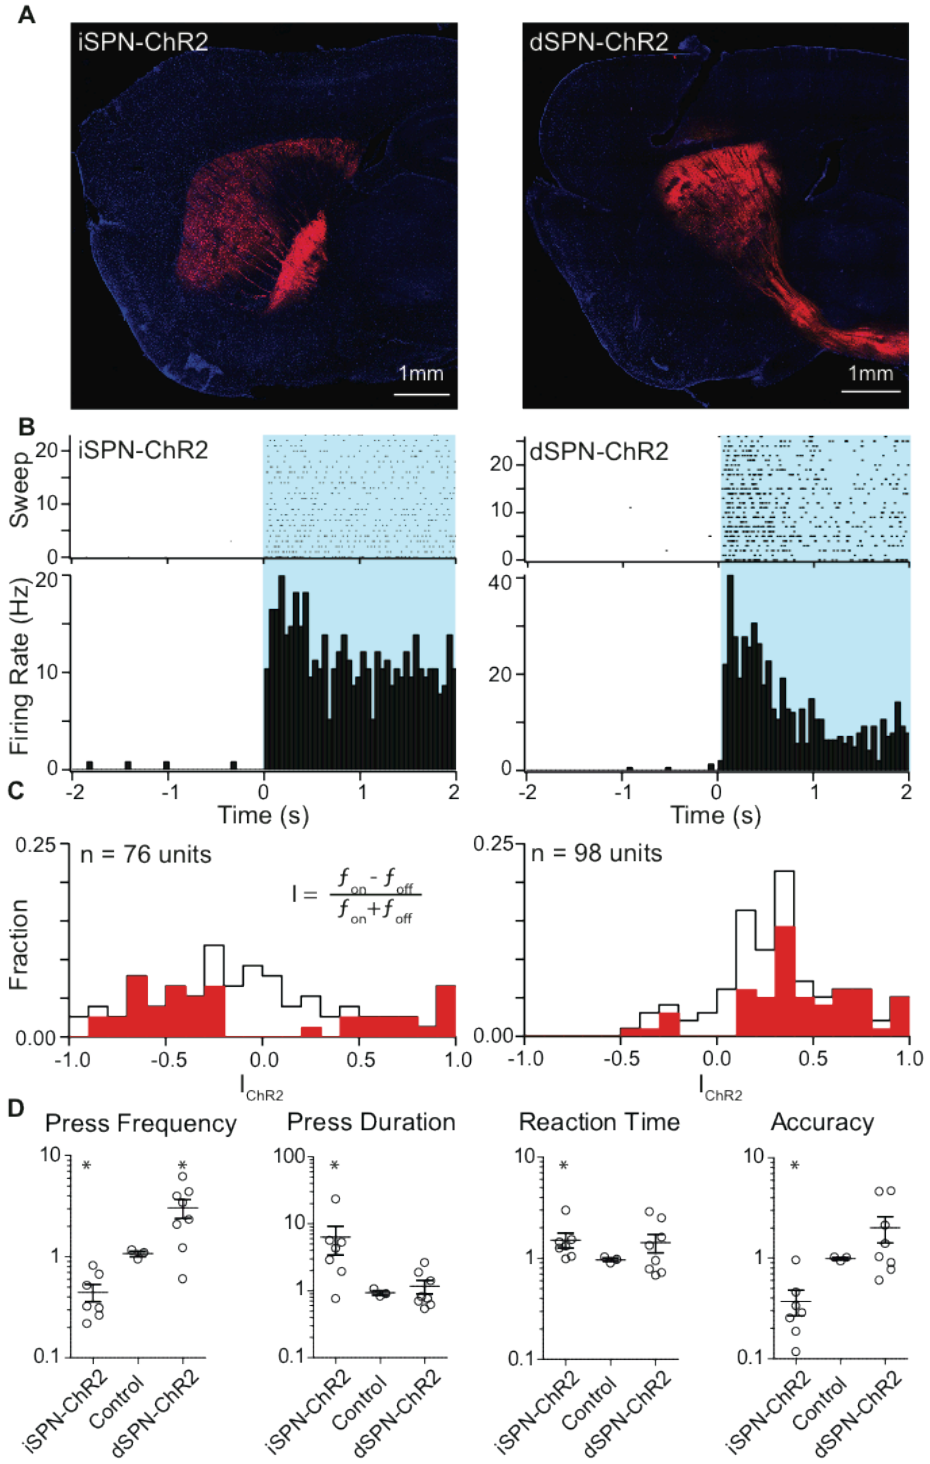 A
iSPN-ChR2
dSPN-ChR2
1mm
1mm
B
iSPN-ChR2
dSPN-ChR2
Sweep
20
10
0
20
10
0
Firing Rate (Hz)
20
10
0
40
20
0
-2 -1 0 1 2
-2 -1 0 1 2
Time (s)
Time (s)
C
0.25
n = 76 units
I = (f_on - f_off) / (f_on + f_off)
0.25
n = 98 units
Fraction
0.00
0.00
-1.0 -0.5 0.0 0.5 1.0
-1.0 -0.5 0.0 0.5 1.0
I_ChR2
I_ChR2
D
Press Frequency
Press Duration
Reaction Time
Accuracy
10
1
0.1
* *
iSPN-ChR2
Control
dSPN-ChR2
100
10
1
0.1
*
iSPN-ChR2
Control
dSPN-ChR2
10
1
0.1
*
iSPN-ChR2
Control
dSPN-ChR2
10
1
0.1
*
iSPN-ChR2
Control
dSPN-ChR2